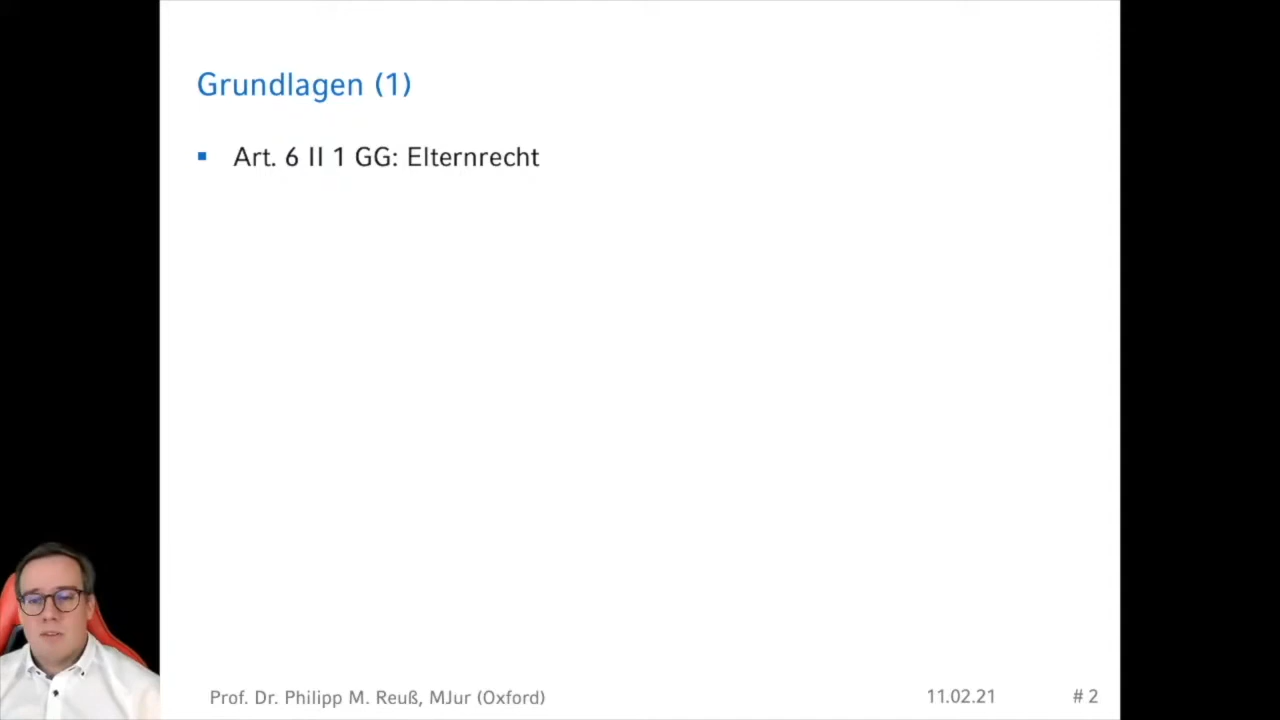 Grundlagen (1)
Art. 6 II 1 GG: Elternrecht
Prof. Dr. Philipp M. Reuß, MJur (Oxford)
11.02.21
# 2